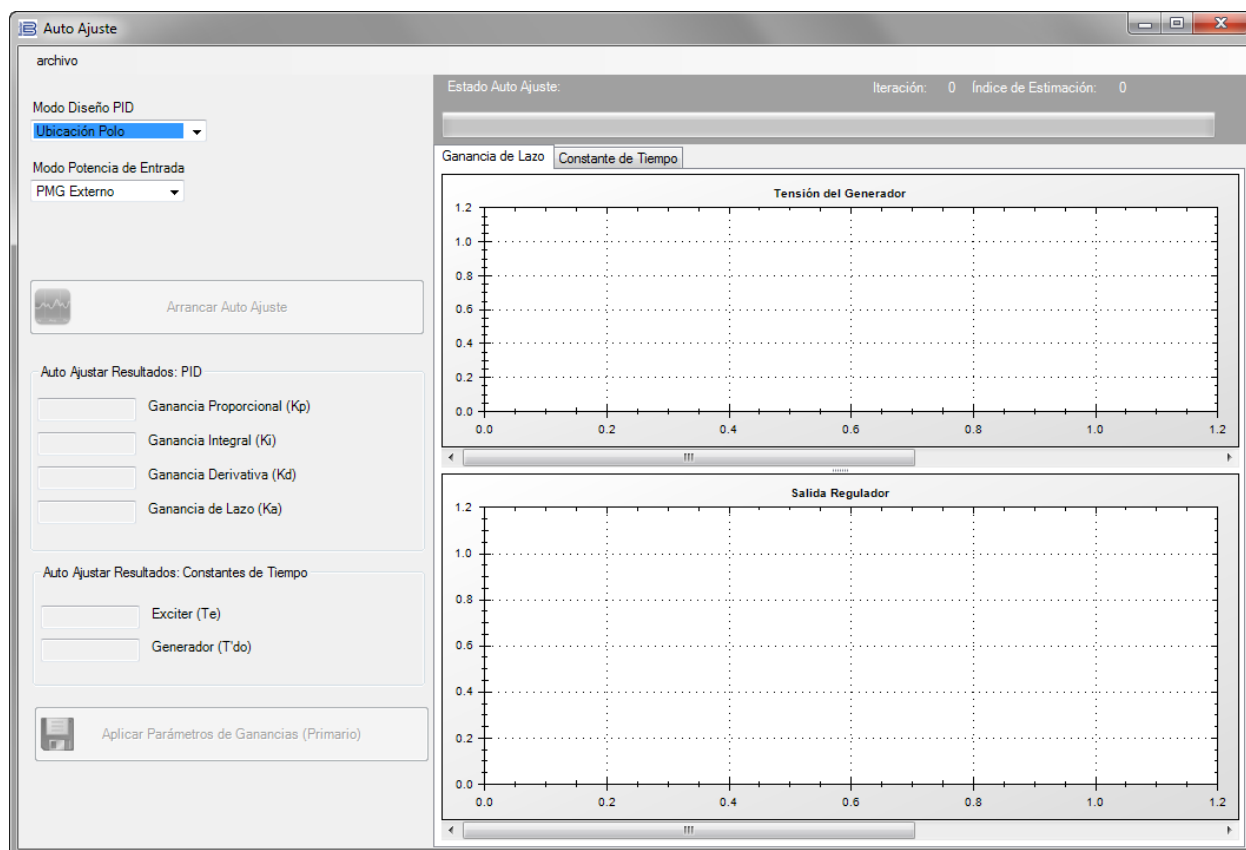 Auto Ajuste
archivo
Modo Diseño PID
Ubicación Polo
Modo Potencia de Entrada
PMG Externo
Arrancar Auto Ajuste
Auto Ajustar Resultados: PID
Ganancia Proporcional (Kp)
Ganancia Integral (Ki)
Ganancia Derivativa (Kd)
Ganancia de Lazo (Ka)
Auto Ajustar Resultados: Constantes de Tiempo
Exciter (Te)
Generador (T'do)
Aplicar Parámetros de Ganancias (Primario)
Estado Auto Ajuste: Iteración: 0 Índice de Estimación: 0
Ganancia de Lazo Constante de Tiempo
Tensión del Generador
1.2
1.0
0.8
0.6
0.4
0.2
0.0
0.0 0.2 0.4 0.6 0.8 1.0 1.2
Salida Regulador
1.2
1.0
0.8
0.6
0.4
0.2
0.0
0.0 0.2 0.4 0.6 0.8 1.0 1.2